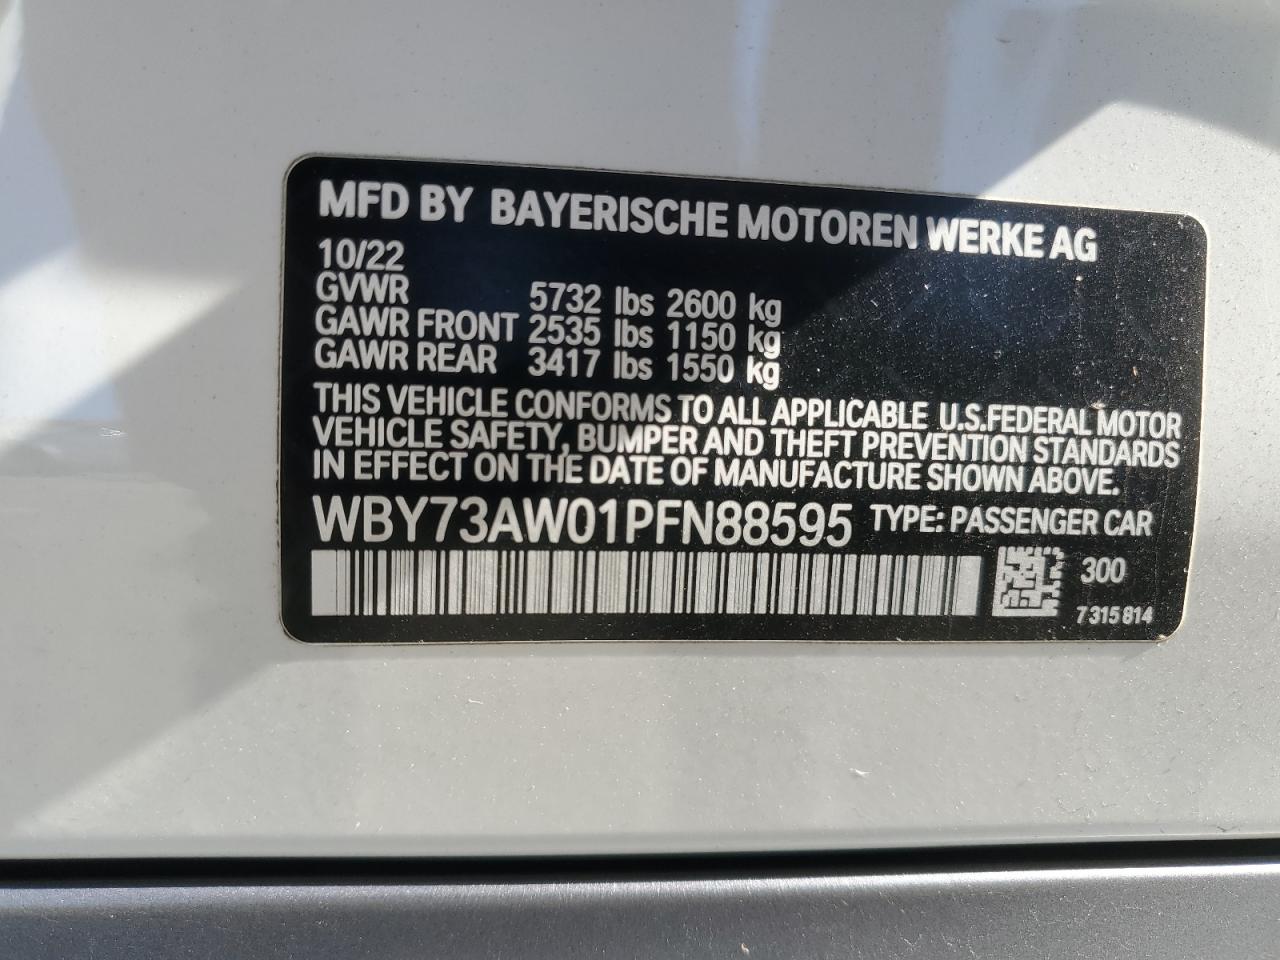 MFD BY BAYERISCHE MOTOREN WERKE AG
10/22
GVWR 5732 lbs 2600 kg
GAWR FRONT 2535 lbs 1150 kg
GAWR REAR 3417 lbs 1550 kg
THIS VEHICLE CONFORMS TO ALL APPLICABLE U.S.FEDERAL MOTOR
VEHICLE SAFETY, BUMPER AND THEFT PREVENTION STANDARDS
IN EFFECT ON THE DATE OF MANUFACTURE SHOWN ABOVE.
WBY73AW01PFN88595 TYPE: PASSENGER CAR
300
7 315 814